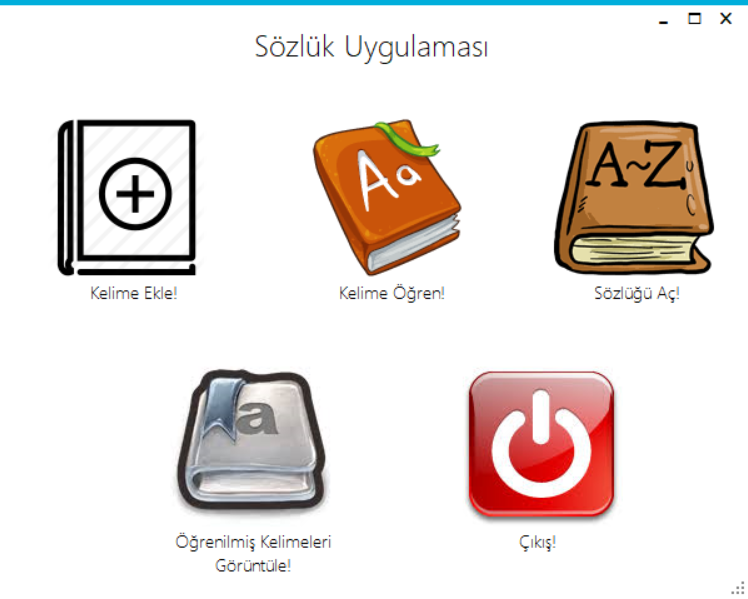 Sözlük Uygulaması
A~Z
Aa
Kelime Ekle!
Kelime Öğren!
Sözlüğü Aç!
a
Öğrenilmiş Kelimeleri
Görüntüle!
Çıkış!